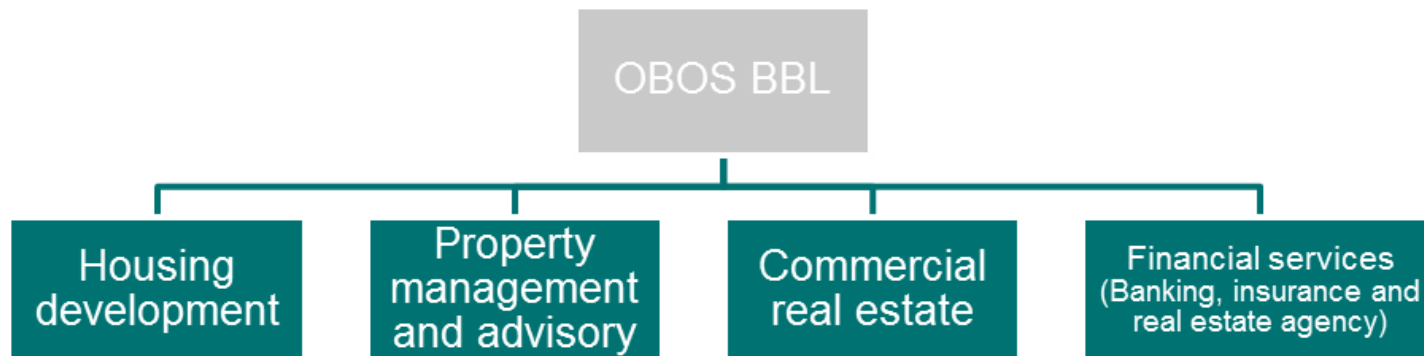 OBOS BBL
Housing
development
Property
management
and advisory
Commercial
real estate
Financial services
(Banking, insurance and
real estate agency)